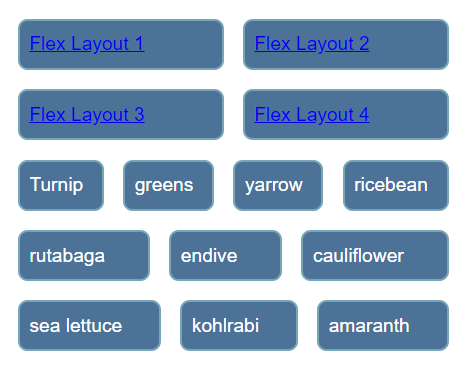 Flex Layout 1 Flex Layout 2
Flex Layout 3 Flex Layout 4
Turnip greens yarrow ricebean
rutabaga endive cauliflower
sea lettuce kohlrabi amaranth